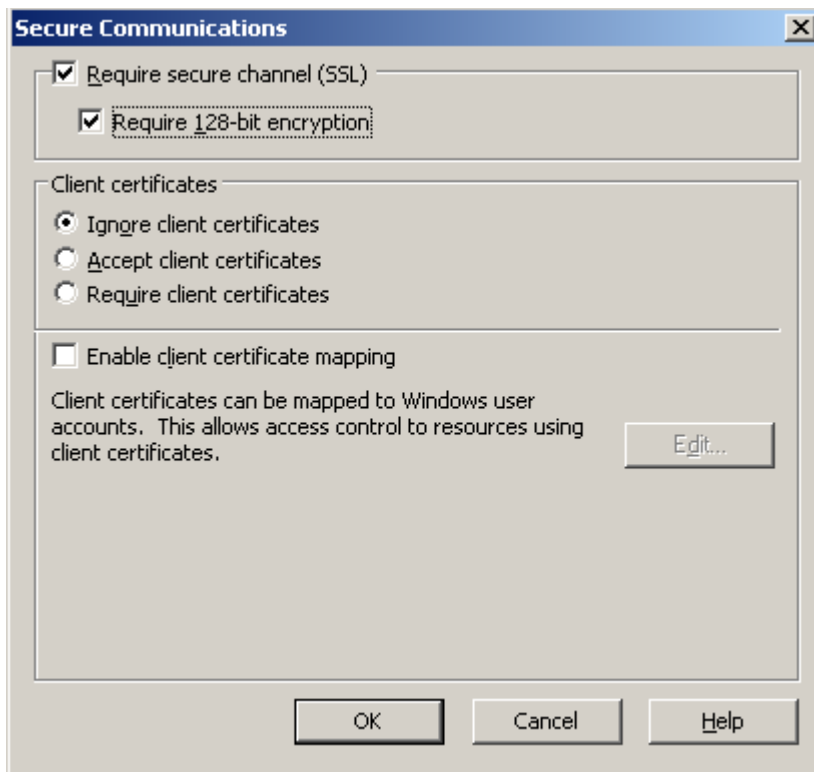 Secure Communications
Require secure channel (SSL)
Require 128-bit encryption
Client certificates
Ignore client certificates
Accept client certificates
Require client certificates
Enable client certificate mapping
Client certificates can be mapped to Windows user
accounts. This allows access control to resources using
client certificates.
Edit...
OK
Cancel
Help